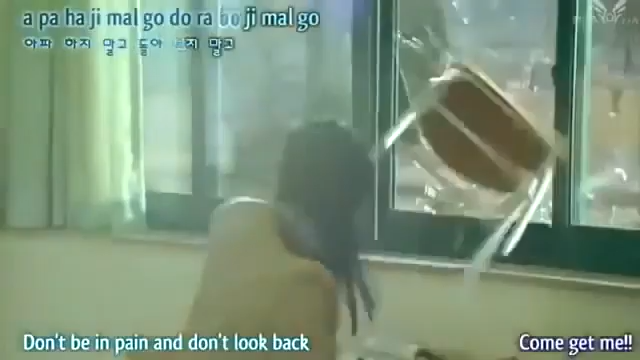 a pa ha ji mal go do ra bo ji mal go
아파 하지 말고 돌아 보지 말고
Don't be in pain and don't look back
Come get me!!